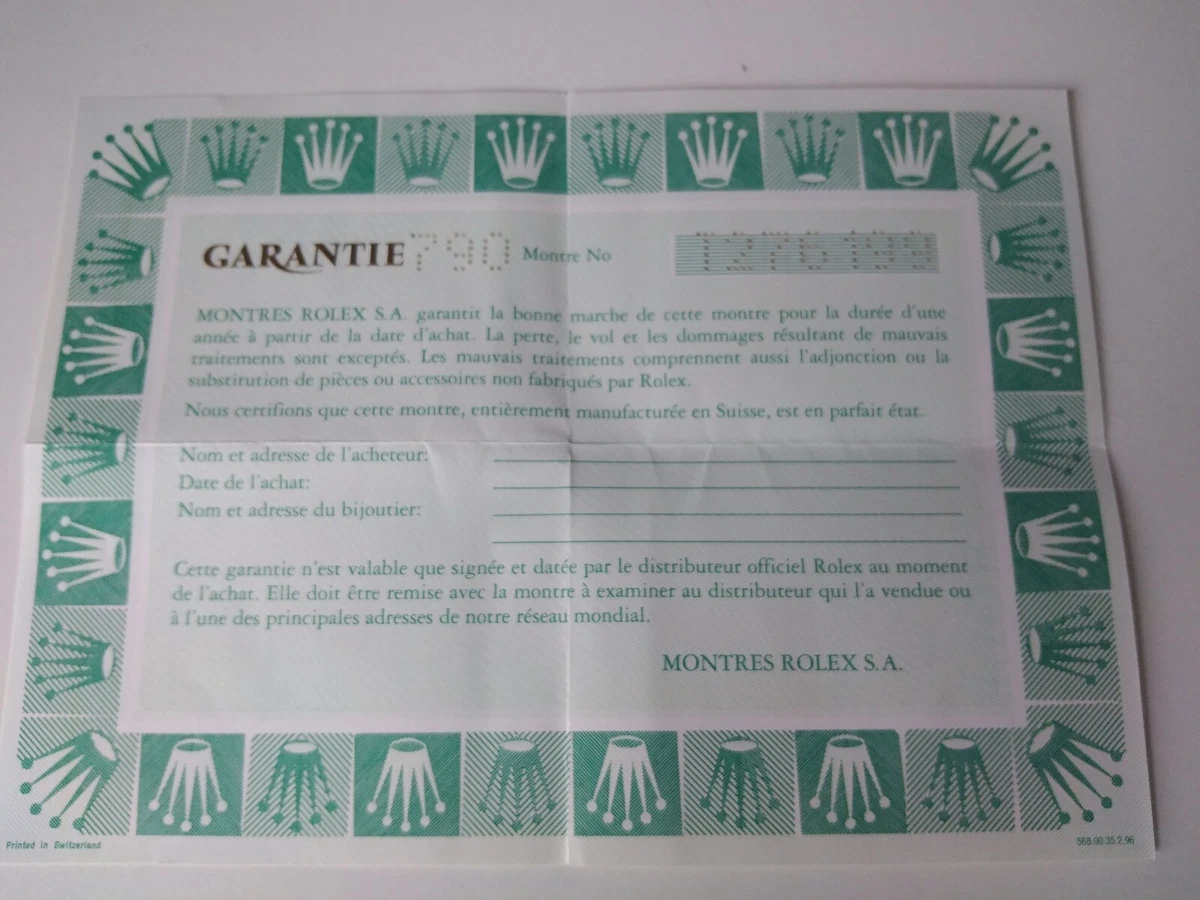 GARANTIE 790 Montre No
MONTRES ROLEX S.A. garantit la bonne marche de cette montre pour la durée d'une
année à partir de la date d'achat. La perte, le vol et les dommages résultant de mauvais
traitements sont exceptés. Les mauvais traitements comprennent aussi l'adjonction ou la
substitution de pièces ou accessoires non fabriqués par Rolex.
Nous certifions que cette montre, entièrement manufacturée en Suisse, est en parfait état.
Nom et adresse de l'acheteur:
Date de l'achat:
Nom et adresse du bijoutier:
Cette garantie n'est valable que signée et datée par le distributeur officiel Rolex au moment
de l'achat. Elle doit être remise avec la montre à examiner au distributeur qui l'a vendue ou
à l'une des principales adresses de notre réseau mondial.
MONTRES ROLEX S.A.
Printed in Switzerland
568.00.35.2.96